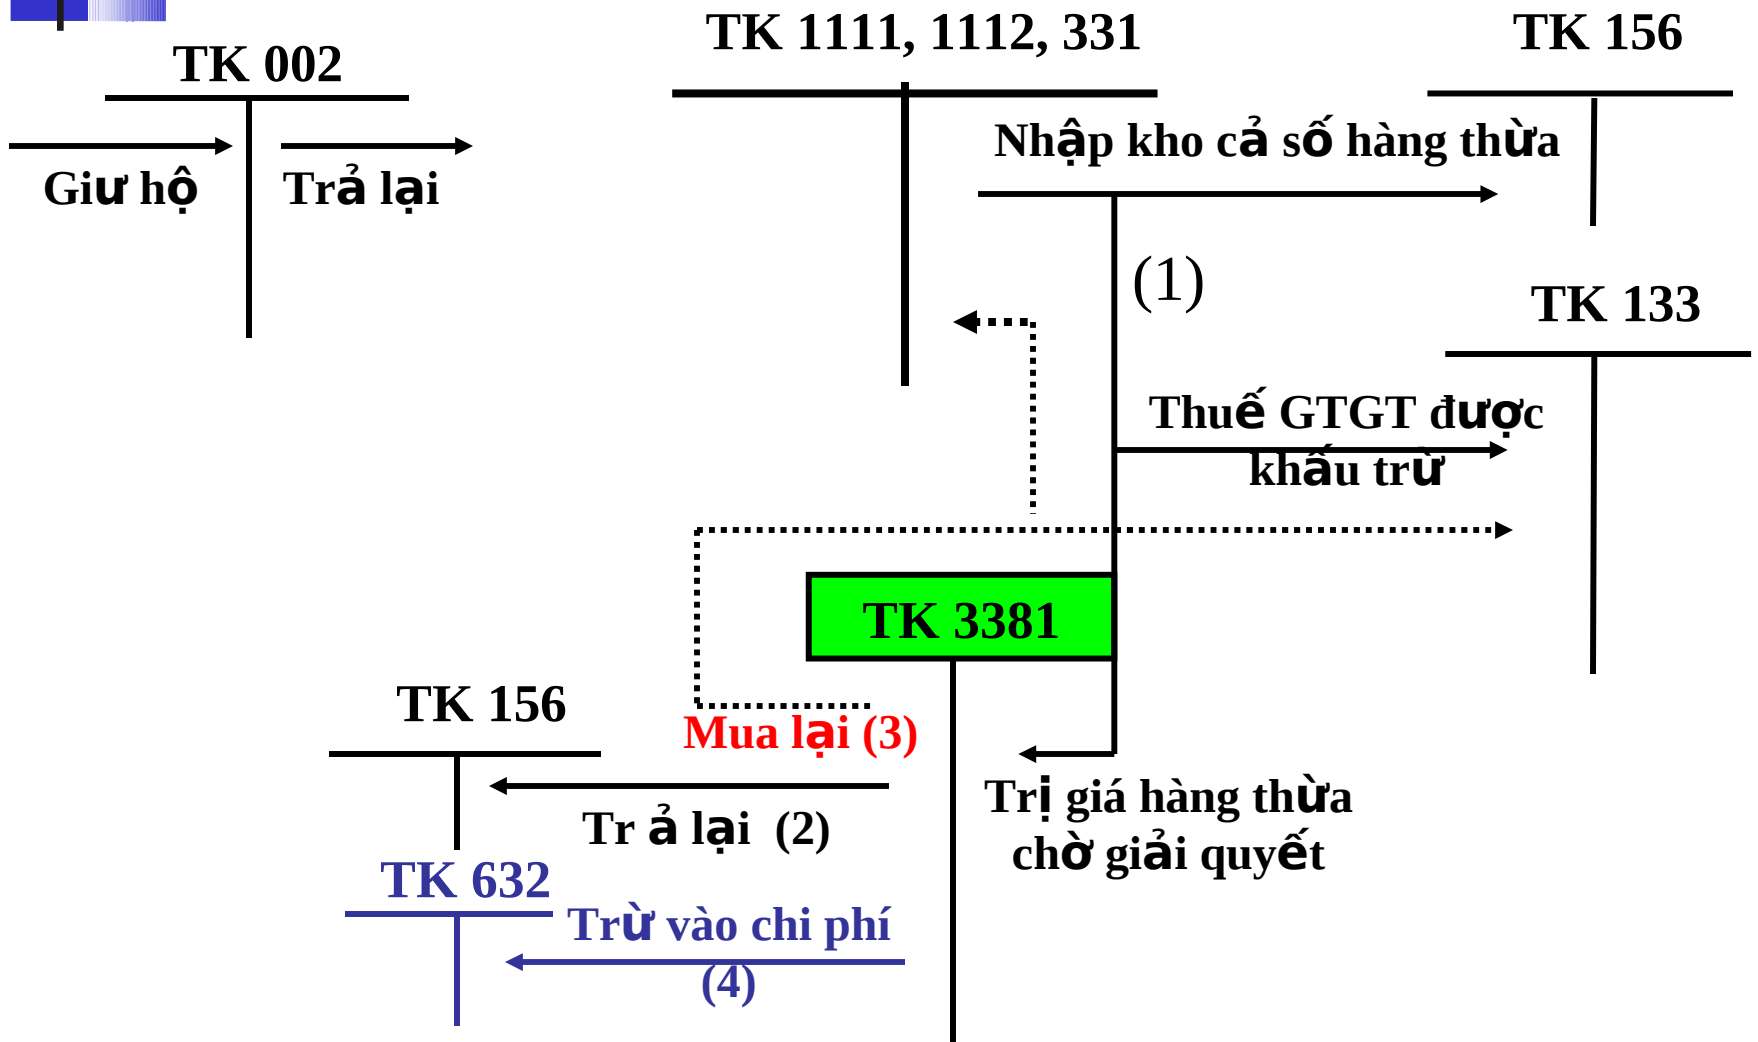 TK 1111, 1112, 331
TK 156
TK 002
Nhập kho cả số hàng thừa
Giư hộ
Trả lại
(1)
TK 133
Thuế GTGT được
khấu trừ
TK 3381
TK 156
Mua lại (3)
Trị giá hàng thừa
chờ giải quyết
Tr ả lại (2)
TK 632
Trừ vào chi phí
(4)